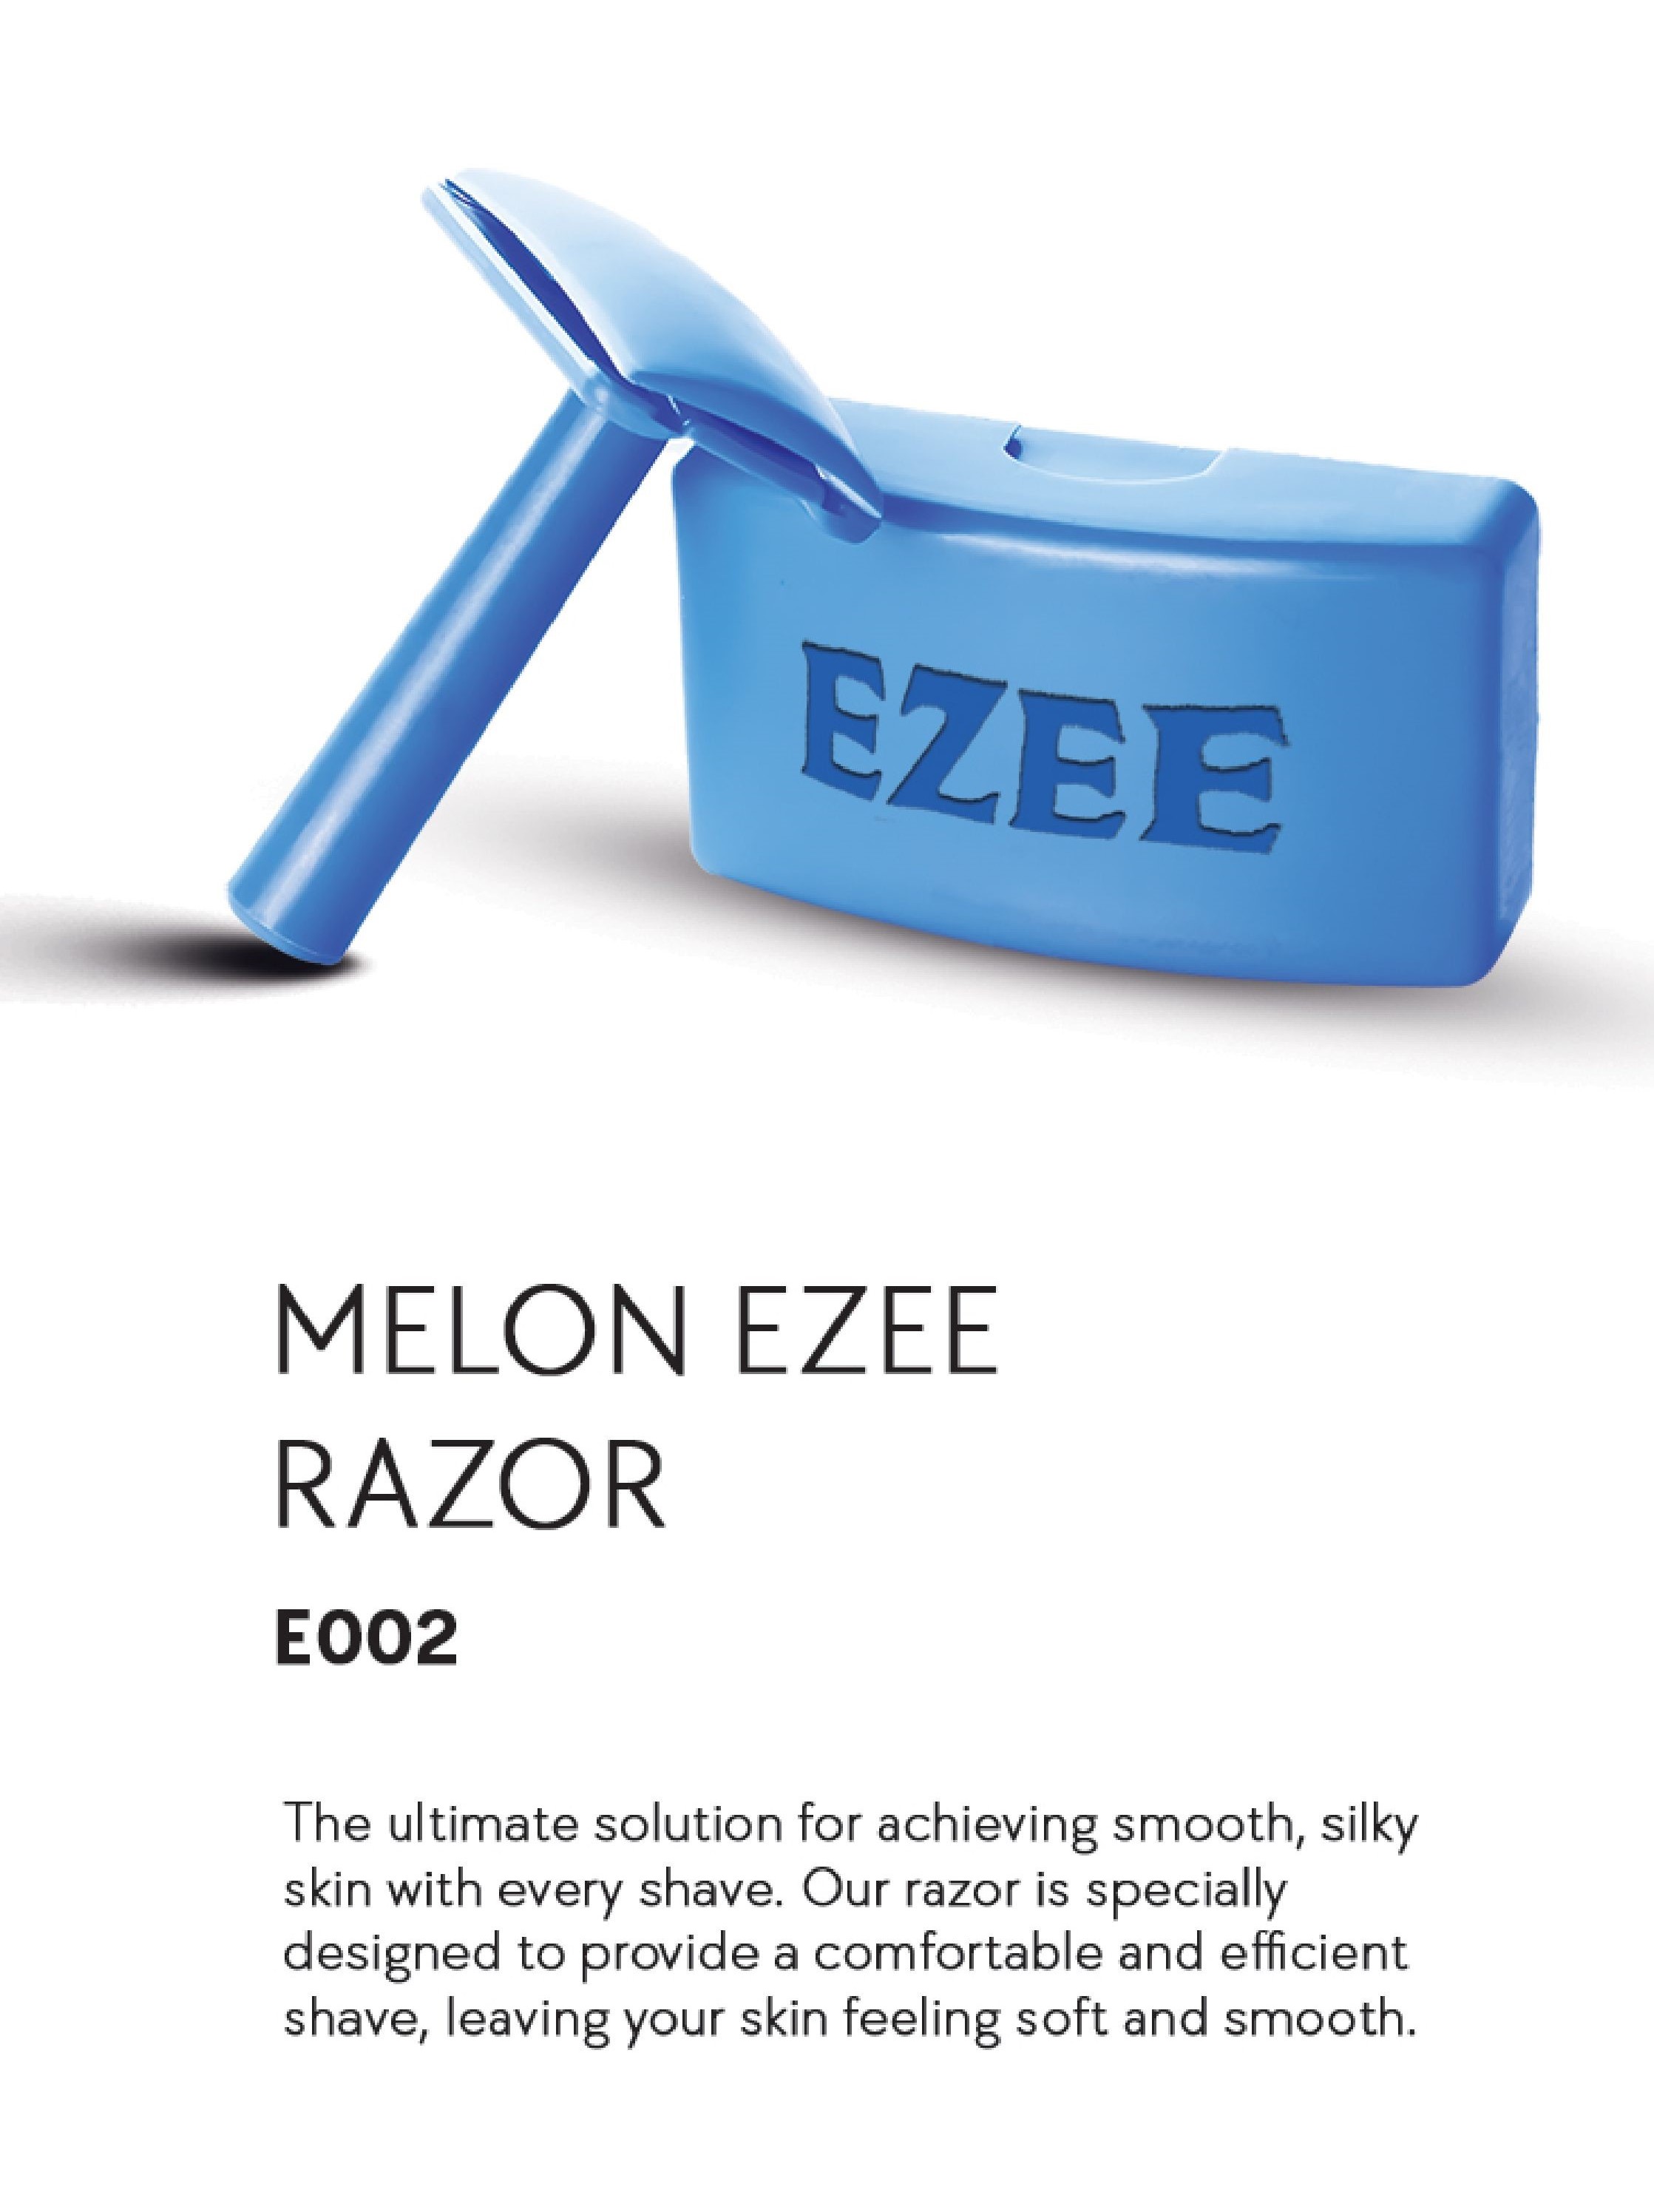 EZEE
MELON EZEE
RAZOR
E002
The ultimate solution for achieving smooth, silky
skin with every shave. Our razor is specially
designed to provide a comfortable and efficient
shave, leaving your skin feeling soft and smooth.